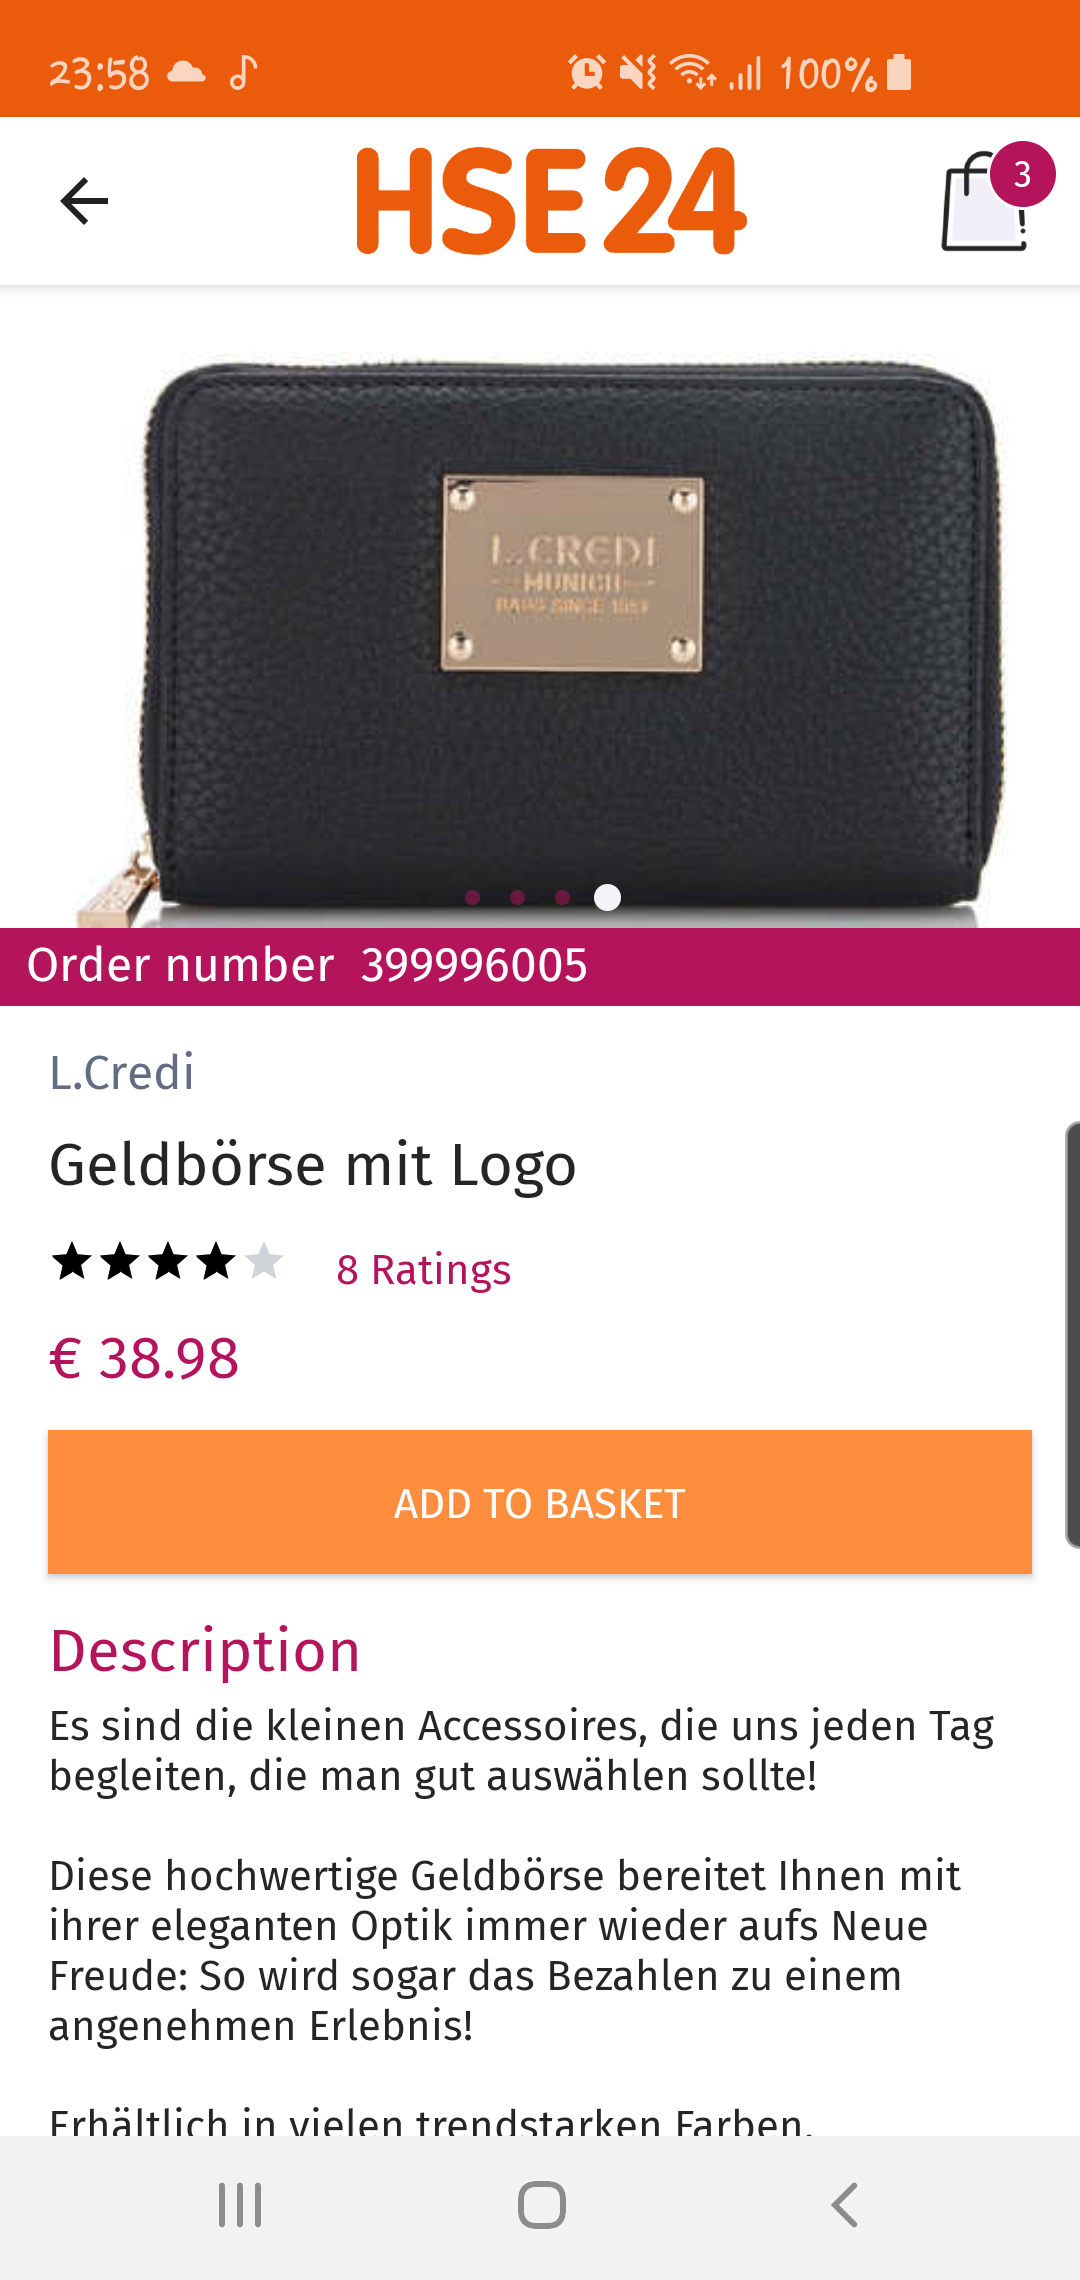 23:58
100%
HSE24
3
L.CREDI
MUNICH
Order number 399996005
L.Credi
Geldbörse mit Logo
8 Ratings
€ 38.98
ADD TO BASKET
Description
Es sind die kleinen Accessoires, die uns jeden Tag
begleiten, die man gut auswählen sollte!
Diese hochwertige Geldbörse bereitet Ihnen mit
ihrer eleganten Optik immer wieder aufs Neue
Freude: So wird sogar das Bezahlen zu einem
angenehmen Erlebnis!
Erhältlich in vielen trendstarken Farben.